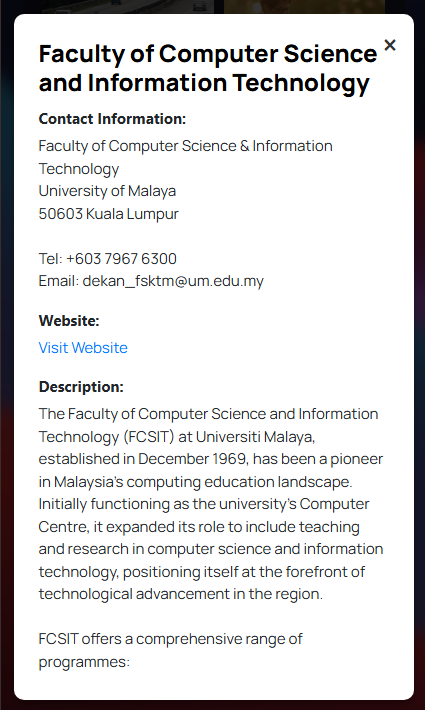 Faculty of Computer Science
and Information Technology
×
Contact Information:
Faculty of Computer Science & Information
Technology
University of Malaya
50603 Kuala Lumpur
Tel: +603 7967 6300
Email: dekan_fsktm@um.edu.my
Website:
Visit Website
Description:
The Faculty of Computer Science and Information
Technology (FCSIT) at Universiti Malaya,
established in December 1969, has been a pioneer
in Malaysia's computing education landscape.
Initially functioning as the university's Computer
Centre, it expanded its role to include teaching
and research in computer science and information
technology, positioning itself at the forefront of
technological advancement in the region.
FCSIT offers a comprehensive range of
programmes: